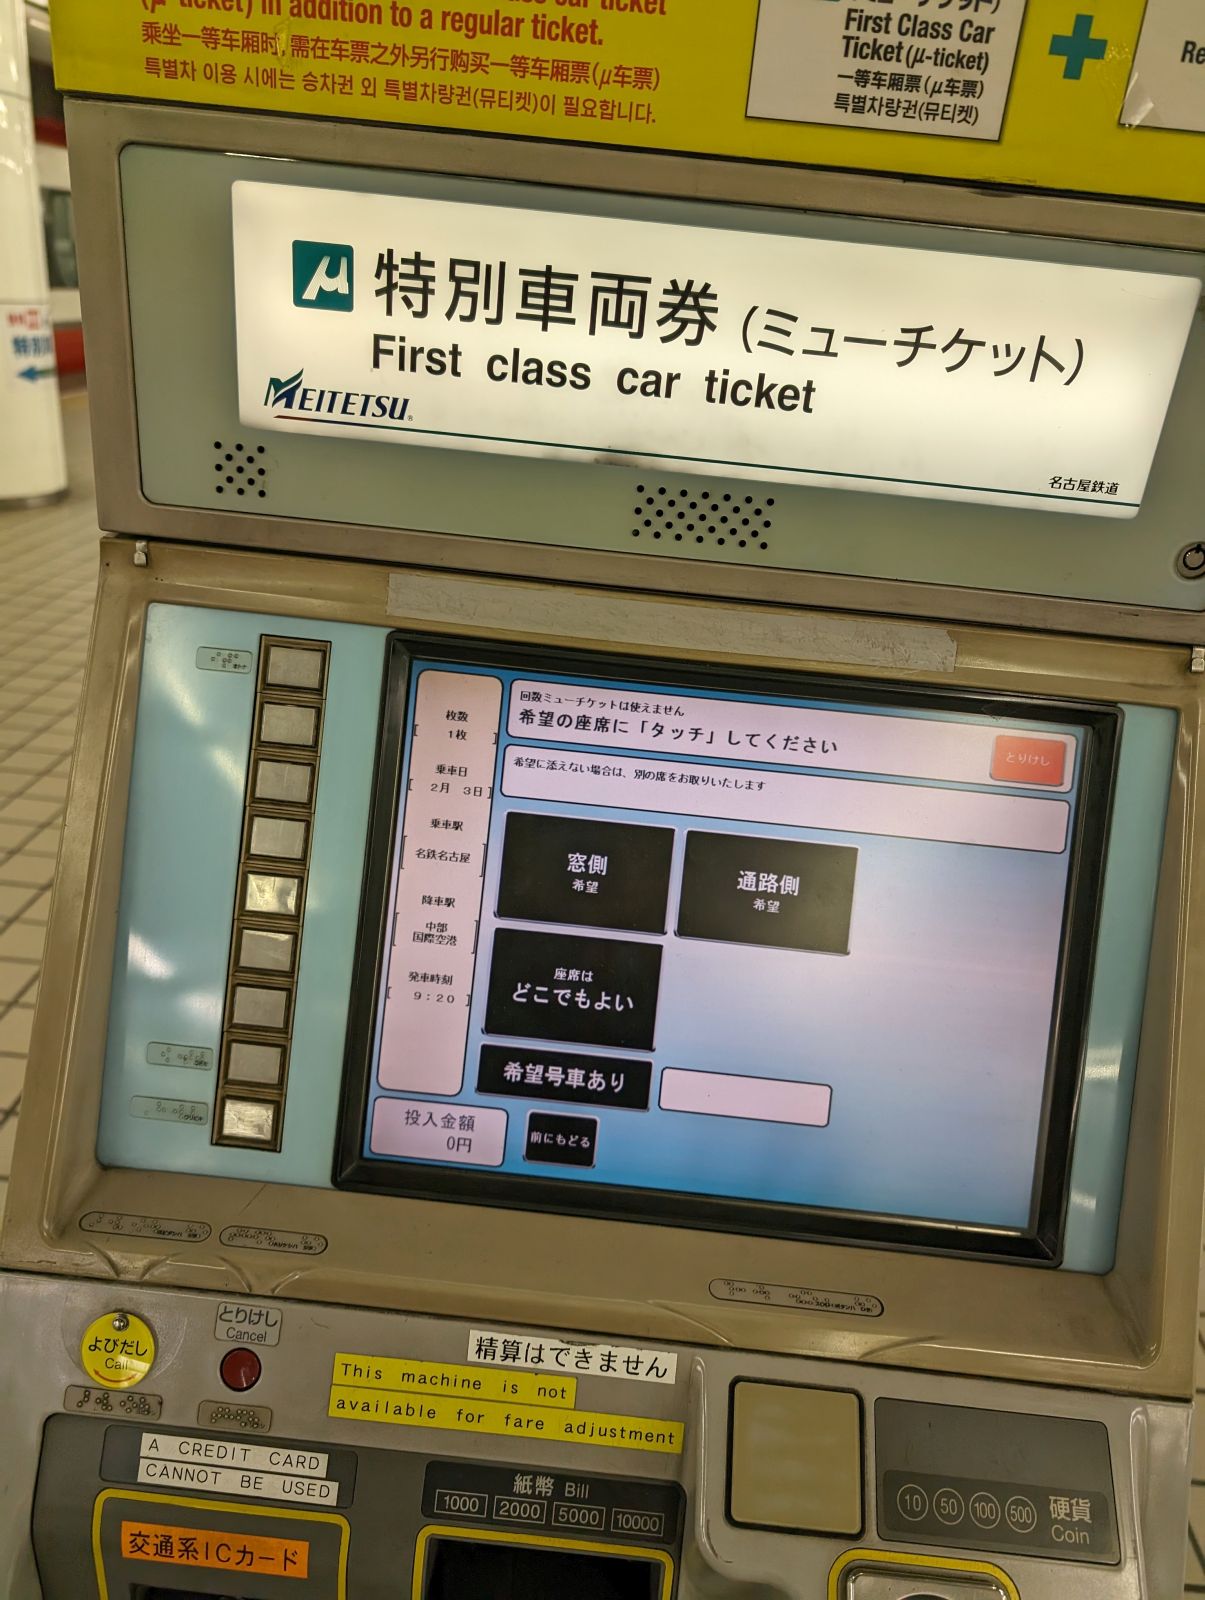 ticket) in addition to a regular ticket.
乘坐一等车厢时,需在车票之外另行购买一等车厢票(μ车票)
특별차 이용 시에는 승차권 외 특별차량권(뮤티켓)이 필요합니다.
First Class Car
Ticket (μ-ticket)
一等车厢票(μ车票)
특별차량권(뮤티켓)
Re
μ 特別車両券 (ミューチケット)
First class car ticket
MEITETSU
名古屋鉄道
回数ミューチケットは使えません
希望の座席に「タッチ」してください
とりけし
希望に添えない場合は、別の席をお取りいたします
枚数
[ 1枚 ]
乗車日
[ 2月 3日 ]
乗車駅
[ 名鉄名古屋 ]
降車駅
[ 中部
国際空港 ]
発車時刻
[ 9:20 ]
窓側
希望
通路側
希望
座席は
どこでもよい
希望号車あり
投入金額
0円
前にもどる
よびだし
Call
とりけし
Cancel
精算はできません
This machine is not
available for fare adjustment
A CREDIT CARD
CANNOT BE USED
交通系ICカード
紙幣 Bill
1000 2000 5000 10000
10 50 100 500 硬貨
Coin